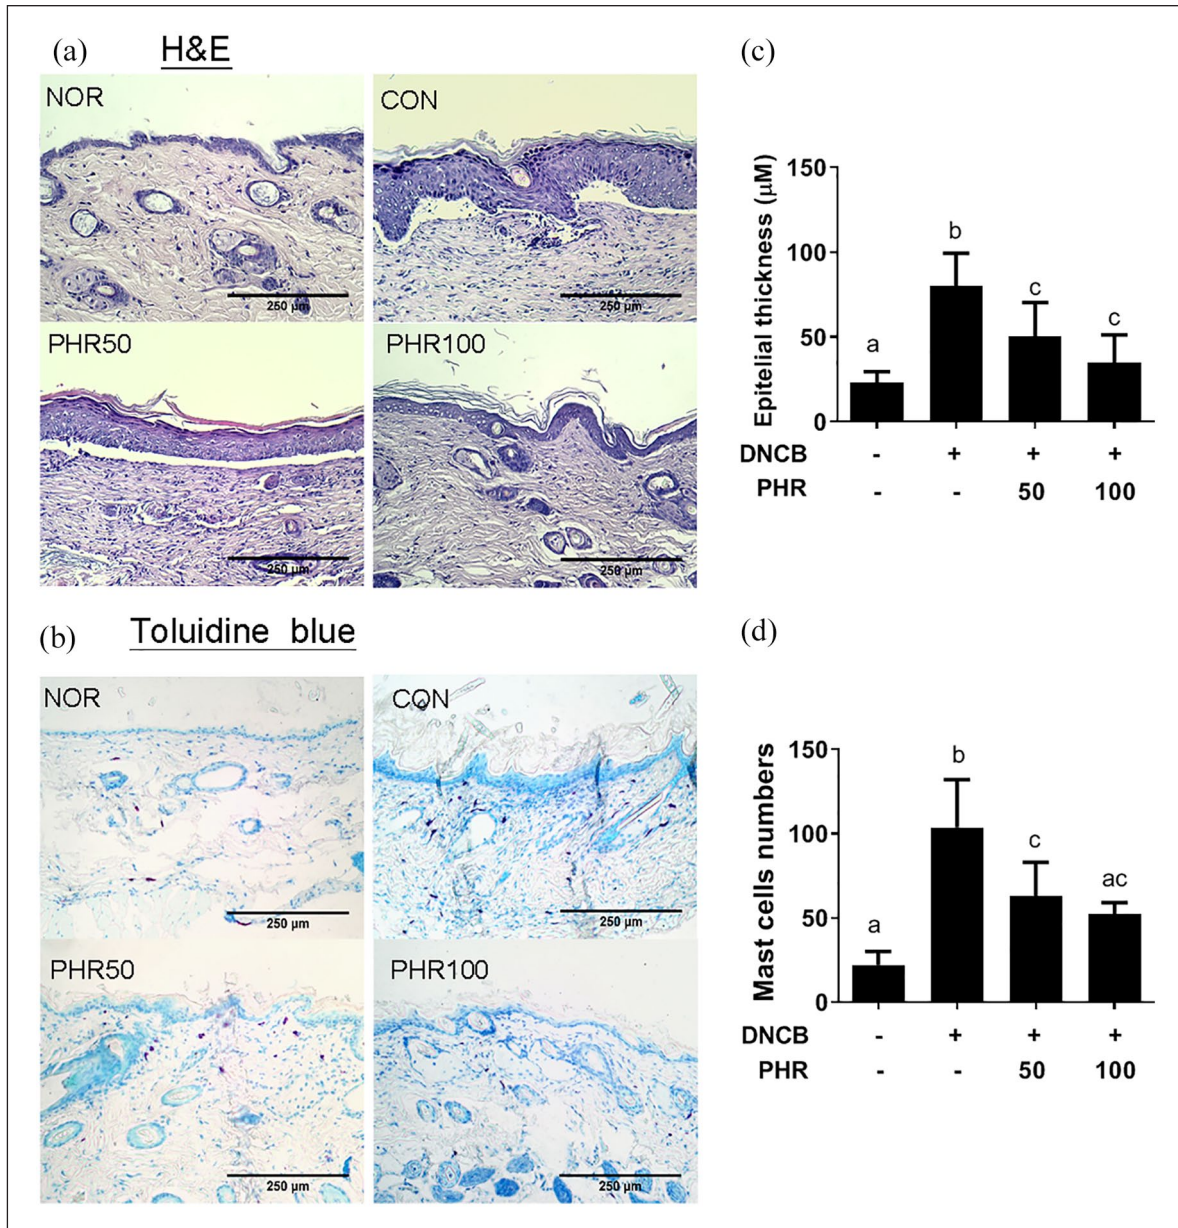 (a) H&E
NOR
CON
250 µm
250 µm
PHR50
PHR100
250 µm
250 µm
(b) Toluidine blue
NOR
CON
250 µm
250 µm
PHR50
PHR100
250 µm
250 µm
(c)
Epitelial thickness (µM)
150
100
50
0
a
b
c
c
DNCB - + + +
PHR - - 50 100
(d)
Mast cells numbers
150
100
50
0
a
b
c
ac
DNCB - + + +
PHR - - 50 100